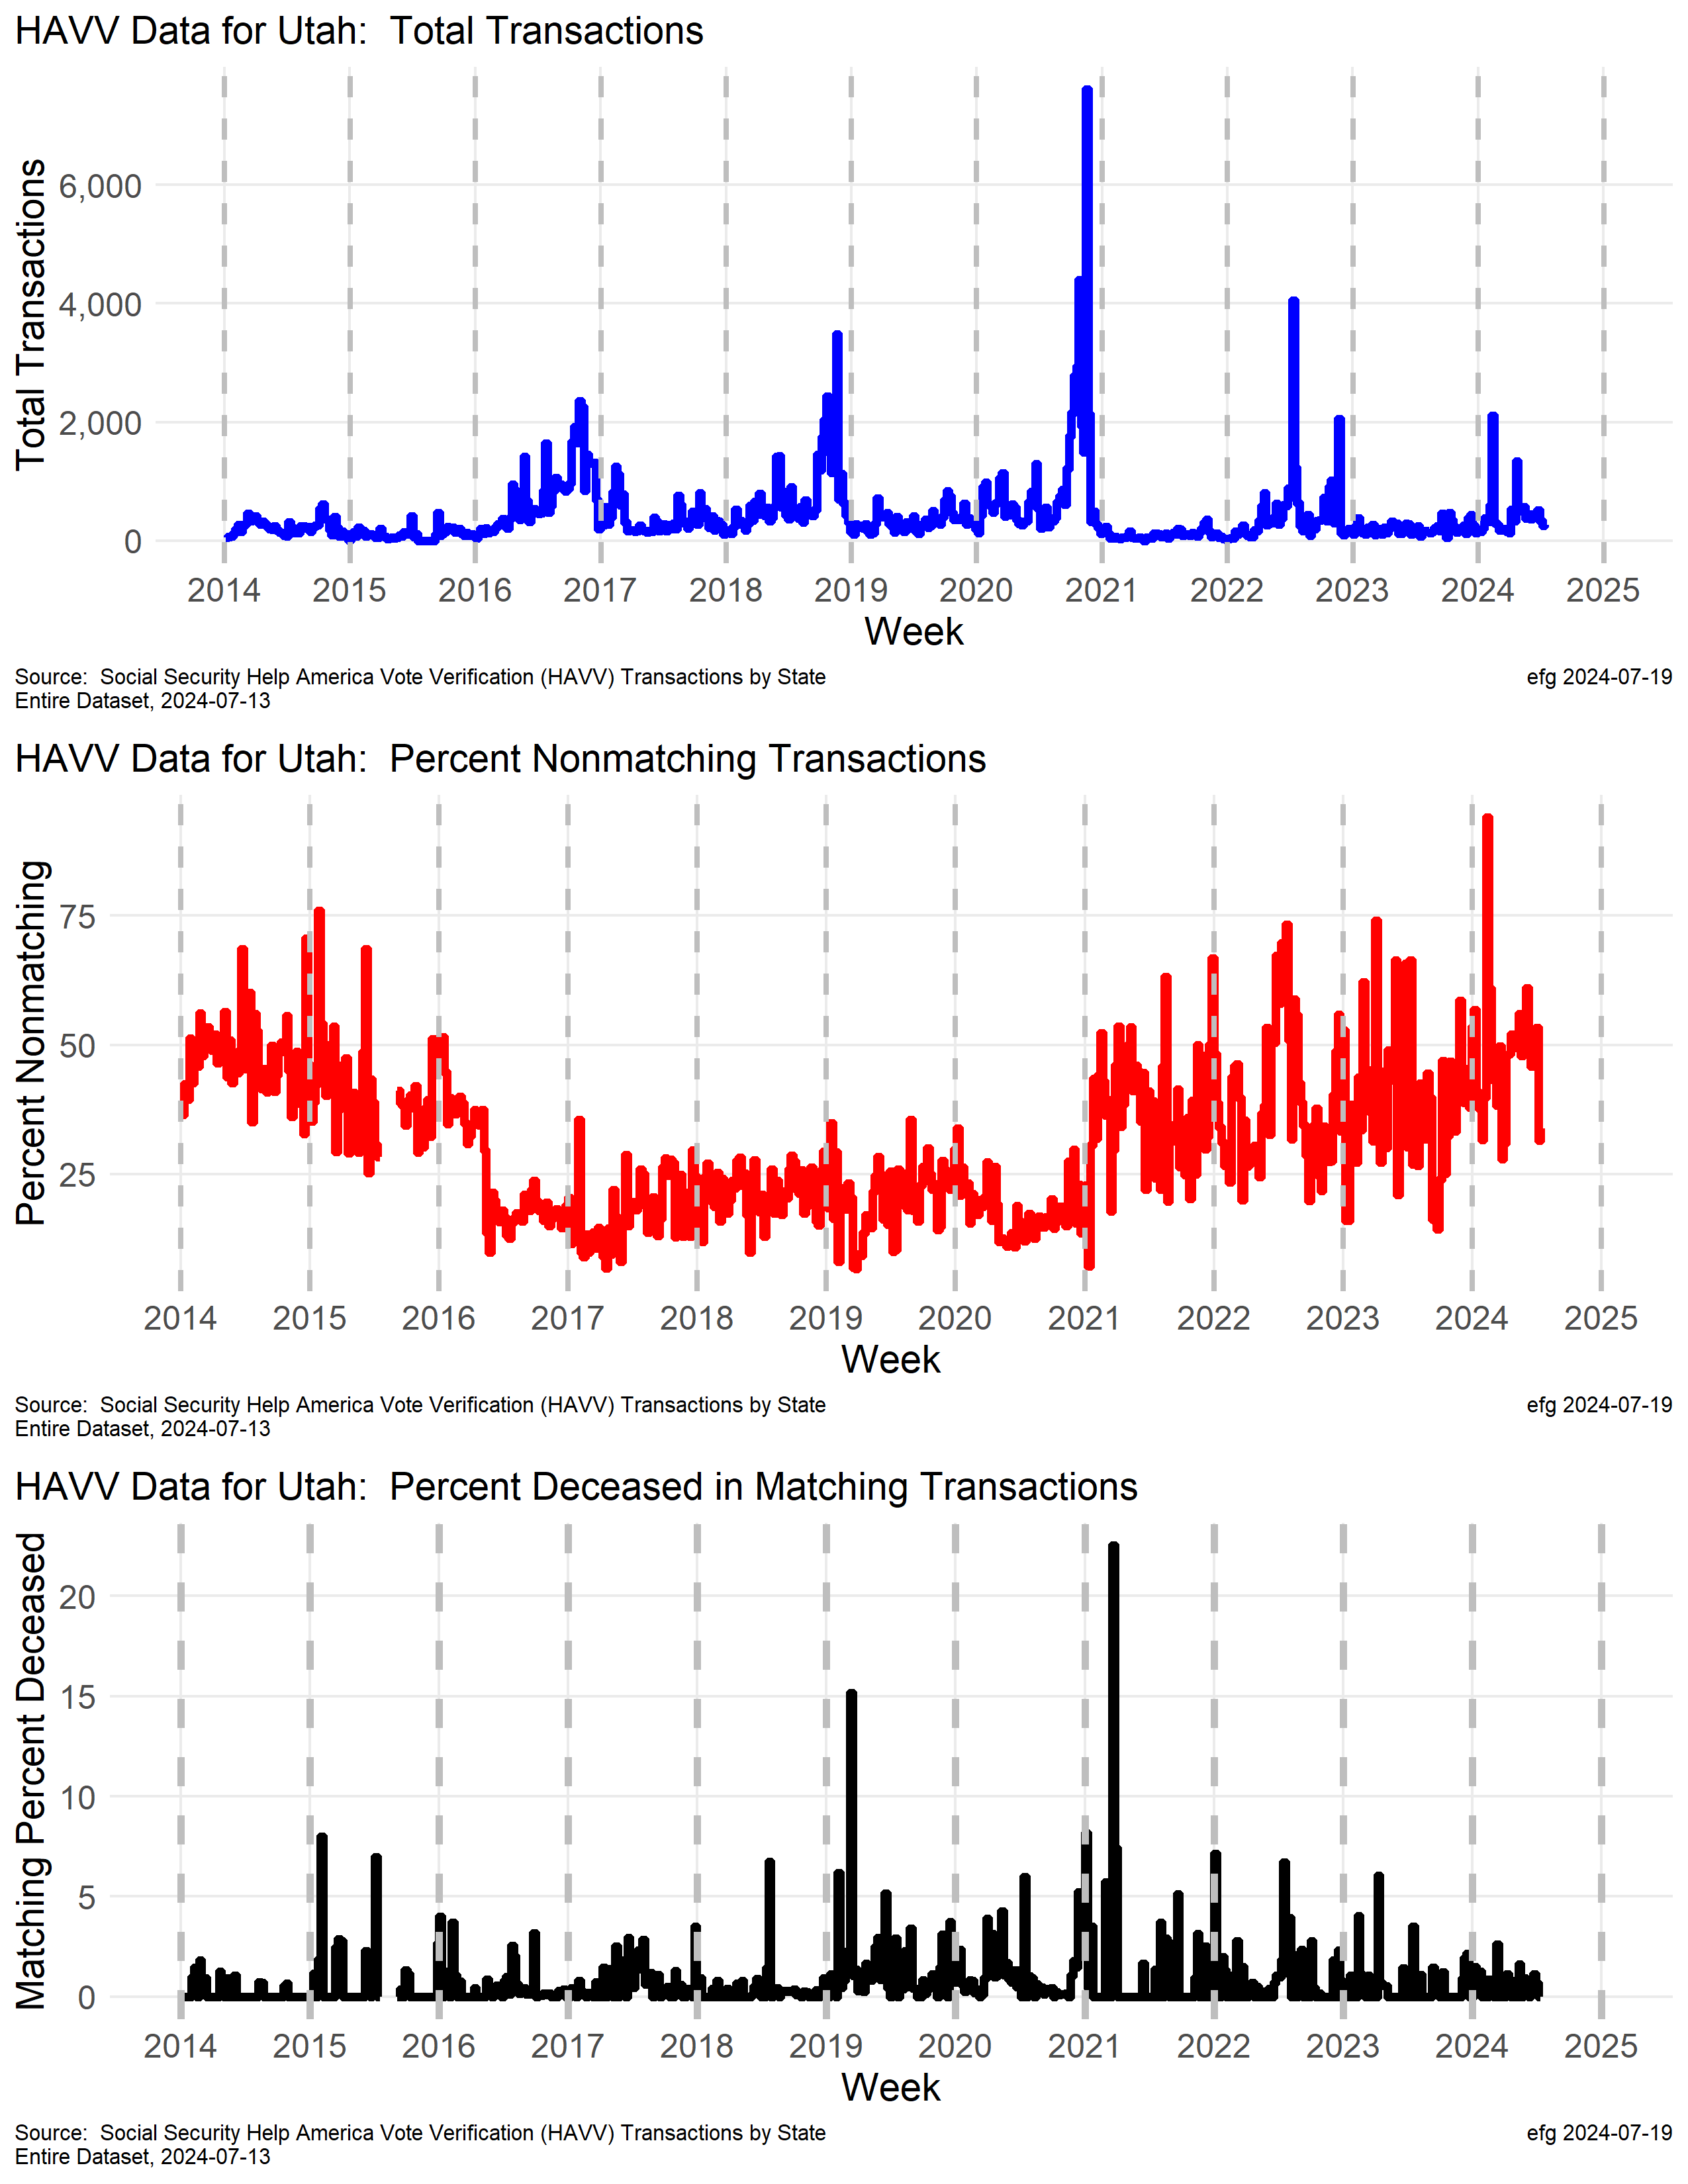 HAVV Data for Utah:  Total Transactions
Total Transactions
6,000
4,000
2,000
0
2014 2015 2016 2017 2018 2019 2020 2021 2022 2023 2024 2025
Week
Source:  Social Security Help America Vote Verification (HAVV) Transactions by State efg 2024-07-19
Entire Dataset, 2024-07-13
HAVV Data for Utah:  Percent Nonmatching Transactions
Percent Nonmatching
75
50
25
2014 2015 2016 2017 2018 2019 2020 2021 2022 2023 2024 2025
Week
Source:  Social Security Help America Vote Verification (HAVV) Transactions by State efg 2024-07-19
Entire Dataset, 2024-07-13
HAVV Data for Utah:  Percent Deceased in Matching Transactions
Matching Percent Deceased
20
15
10
5
0
2014 2015 2016 2017 2018 2019 2020 2021 2022 2023 2024 2025
Week
Source:  Social Security Help America Vote Verification (HAVV) Transactions by State efg 2024-07-19
Entire Dataset, 2024-07-13